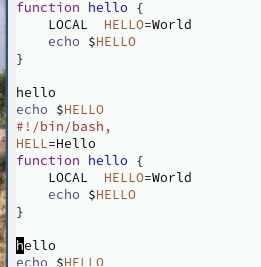 function hello {
    LOCAL  HELLO=World
    echo $HELLO
}

hello
echo $HELLO
#!/bin/bash,
HELL=Hello
function hello {
    LOCAL  HELLO=World
    echo $HELLO
}

hello
echo $HELLO